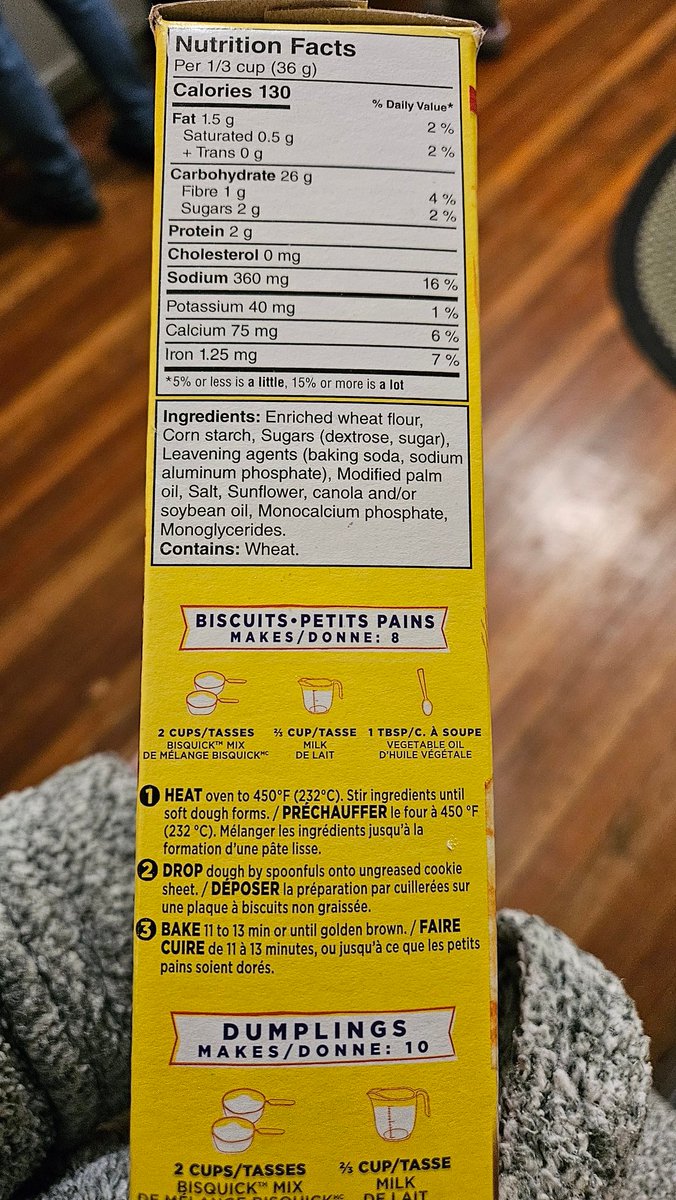 Nutrition Facts
Per 1/3 cup (36 g)
Calories 130
% Daily Value*
Fat 1.5 g 2 %
Saturated 0.5 g
+ Trans 0 g 2 %
Carbohydrate 26 g
Fibre 1 g 4 %
Sugars 2 g 2 %
Protein 2 g
Cholesterol 0 mg
Sodium 360 mg 16 %
Potassium 40 mg 1 %
Calcium 75 mg 6 %
Iron 1.25 mg 7 %
*5% or less is a little, 15% or more is a lot
Ingredients: Enriched wheat flour,
Corn starch, Sugars (dextrose, sugar),
Leavening agents (baking soda, sodium
aluminum phosphate), Modified palm
oil, Salt, Sunflower, canola and/or
soybean oil, Monocalcium phosphate,
Monoglycerides.
Contains: Wheat.
BISCUITS•PETITS PAINS
MAKES/DONNE: 8
2 CUPS/TASSES
BISQUICK™ MIX
DE MÉLANGE BISQUICKᴹᶜ
⅔ CUP/TASSE
MILK
DE LAIT
1 TBSP/C. À SOUPE
VEGETABLE OIL
D'HUILE VÉGÉTALE
1 HEAT oven to 450°F (232°C). Stir ingredients until
soft dough forms. / PRÉCHAUFFER le four à 450 °F
(232 °C). Mélanger les ingrédients jusqu'à la
formation d'une pâte lisse.
2 DROP dough by spoonfuls onto ungreased cookie
sheet. / DÉPOSER la préparation par cuillerées sur
une plaque à biscuits non graissée.
3 BAKE 11 to 13 min or until golden brown. / FAIRE
CUIRE de 11 à 13 minutes, ou jusqu'à ce que les petits
pains soient dorés.
DUMPLINGS
MAKES/DONNE: 10
2 CUPS/TASSES
BISQUICK™ MIX
DE MÉLANGE BISQUICKᴹᶜ
⅔ CUP/TASSE
MILK
DE LAIT